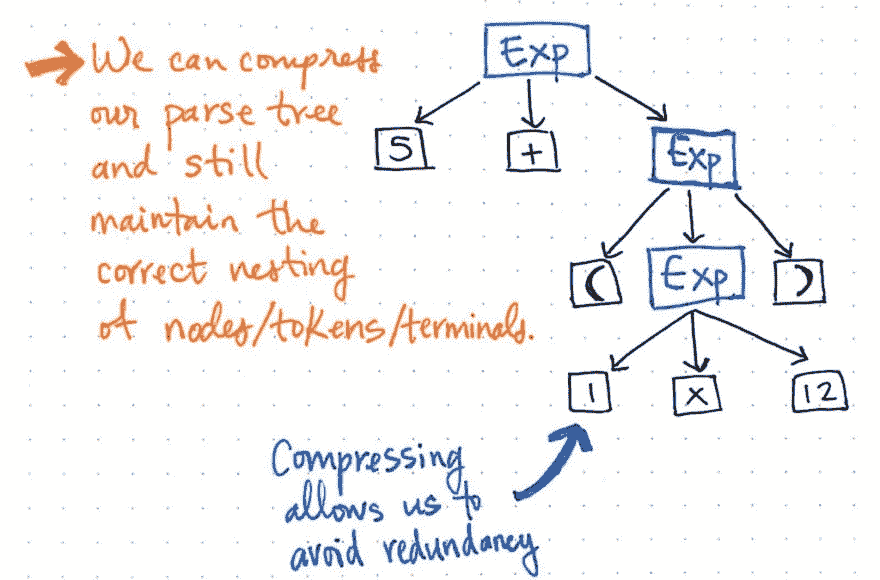 We can compress
our parse tree
and still
maintain the
correct nesting
of nodes/tokens/terminals.
Exp
5
+
Exp
(
Exp
)
1
x
12
Compressing
allows us to
avoid redundancy